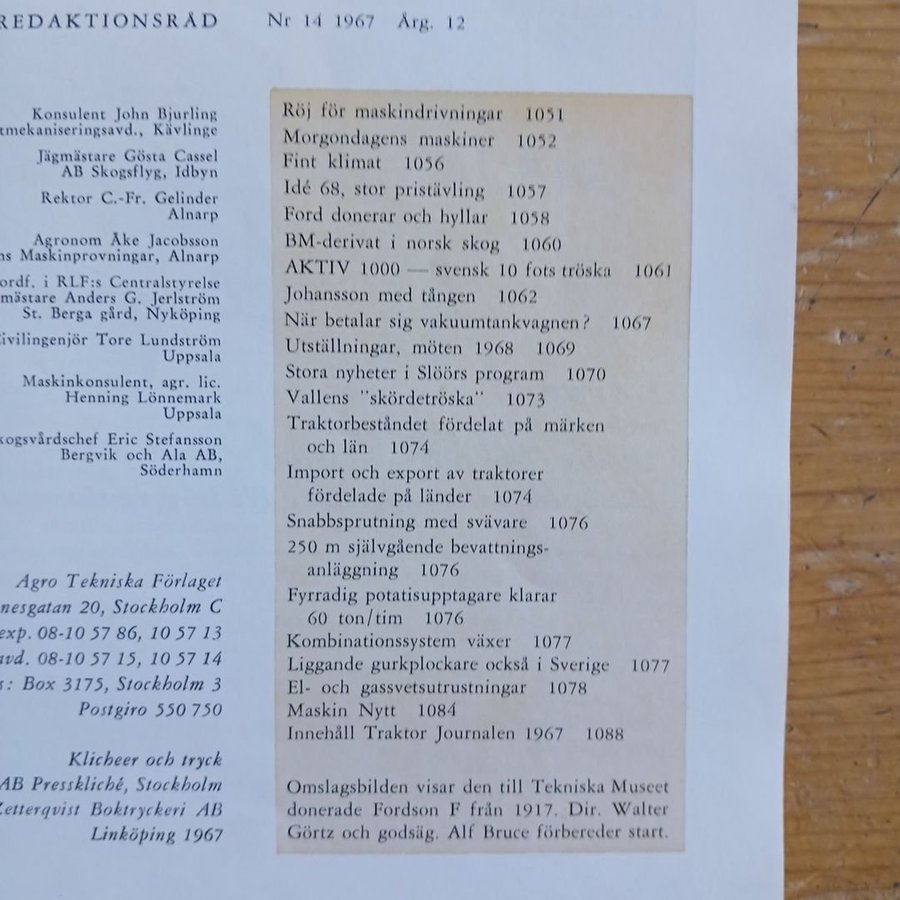 REDAKTIONSRÅD
Nr 14 1967 Årg. 12
Konsulent John Bjurling
Kävlinge
Jägmästare Gösta Cassel
AB Skogsflyg, Idbyn
Rektor C.-Fr. Gelinder
Alnarp
Agronom Åke Jacobsson
Maskinprovningar, Alnarp
i RLF:s Centralstyrelse
Anders G. Jerlström
St. Berga gård, Nyköping
Tore Lundström
Uppsala
Maskinkonsulent, agr. lic.
Henning Lönnemark
Uppsala
Eric Stefansson
Bergvik och Ala AB,
Söderhamn
Agro Tekniska Förlaget
20, Stockholm C
08-10 57 86, 10 57 13
08-10 57 15, 10 57 14
: Box 3175, Stockholm 3
Postgiro 550 750
Klicheer och tryck
AB Presskliché, Stockholm
Zetterqvist Boktryckeri AB
Linköping 1967
Röj för maskindrivningar 1051
Morgondagens maskiner 1052
Fint klimat 1056
Idé 68, stor pristävling 1057
Ford donerar och hyllar 1058
BM-derivat i norsk skog 1060
AKTIV 1000 — svensk 10 fots tröska 1061
Johansson med tången 1062
När betalar sig vakuumtankvagnen? 1067
Utställningar, möten 1968 1069
Stora nyheter i Slöörs program 1070
Vallens "skördetröska" 1073
Traktorbeståndet fördelat på märken
och län 1074
Import och export av traktorer
fördelade på länder 1074
Snabbsprutning med svävare 1076
250 m självgående bevattnings-
anläggning 1076
Fyrradig potatisupptagare klarar
60 ton/tim 1076
Kombinationssystem växer 1077
Liggande gurkplockare också i Sverige 1077
El- och gassvetsutrustningar 1078
Maskin Nytt 1084
Innehåll Traktor Journalen 1967 1088
Omslagsbilden visar den till Tekniska Museet
donerade Fordson F från 1917. Dir. Walter
Görtz och godsäg. Alf Bruce förbereder start.